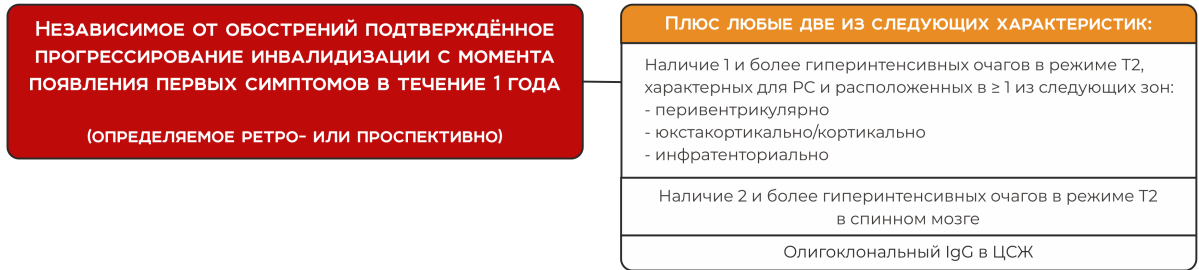 Независимое от обострений подтверждённое
прогрессирование инвалидизации с момента
появления первых симптомов в течение 1 года
(определяемое ретро- или проспективно)
Плюс любые две из следующих характеристик:
Наличие 1 и более гиперинтенсивных очагов в режиме Т2,
характерных для РС и расположенных в ≥ 1 из следующих зон:
- перивентрикулярно
- юкстакортикально/кортикально
- инфратенториально
Наличие 2 и более гиперинтенсивных очагов в режиме Т2
в спинном мозге
Олигоклональный IgG в ЦСЖ